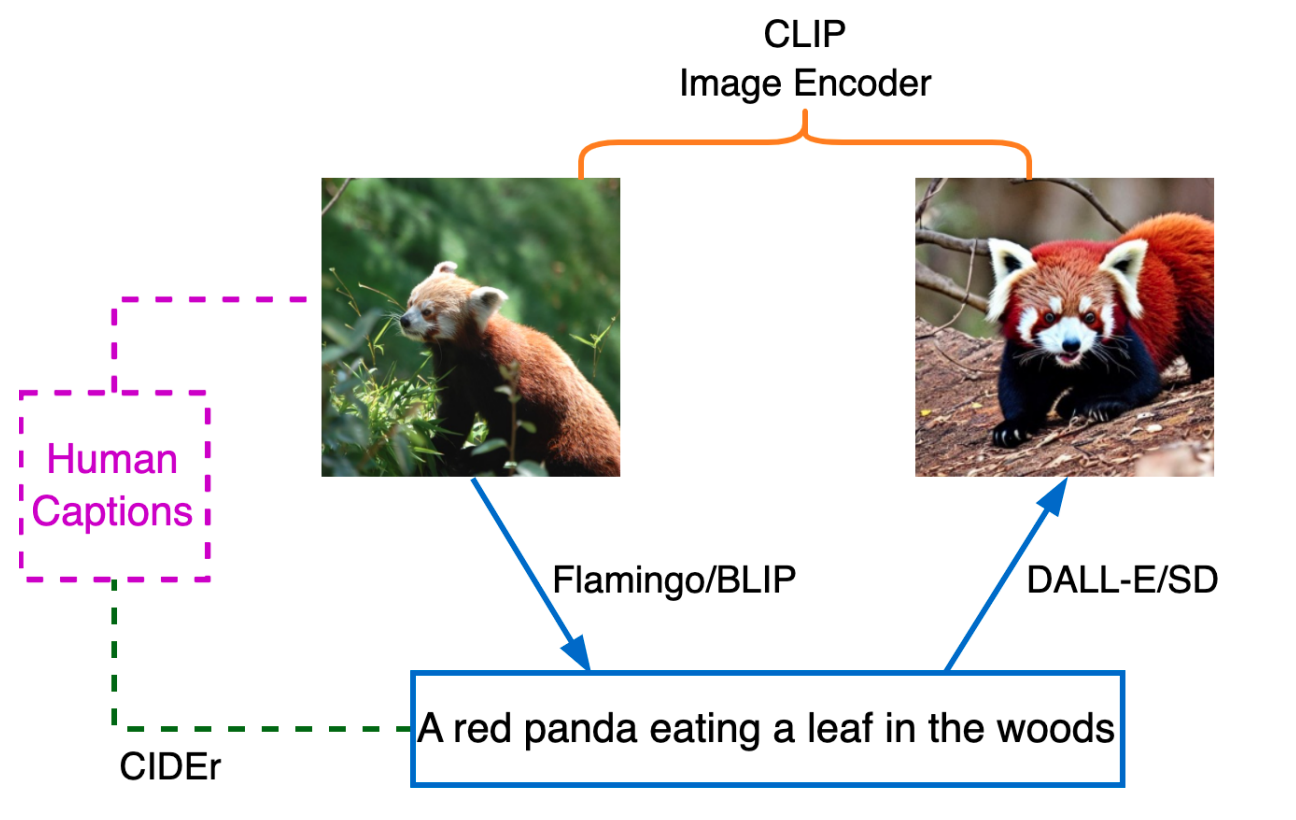 CLIP
Image Encoder
Human
Captions
Flamingo/BLIP
DALL-E/SD
A red panda eating a leaf in the woods
CIDEr